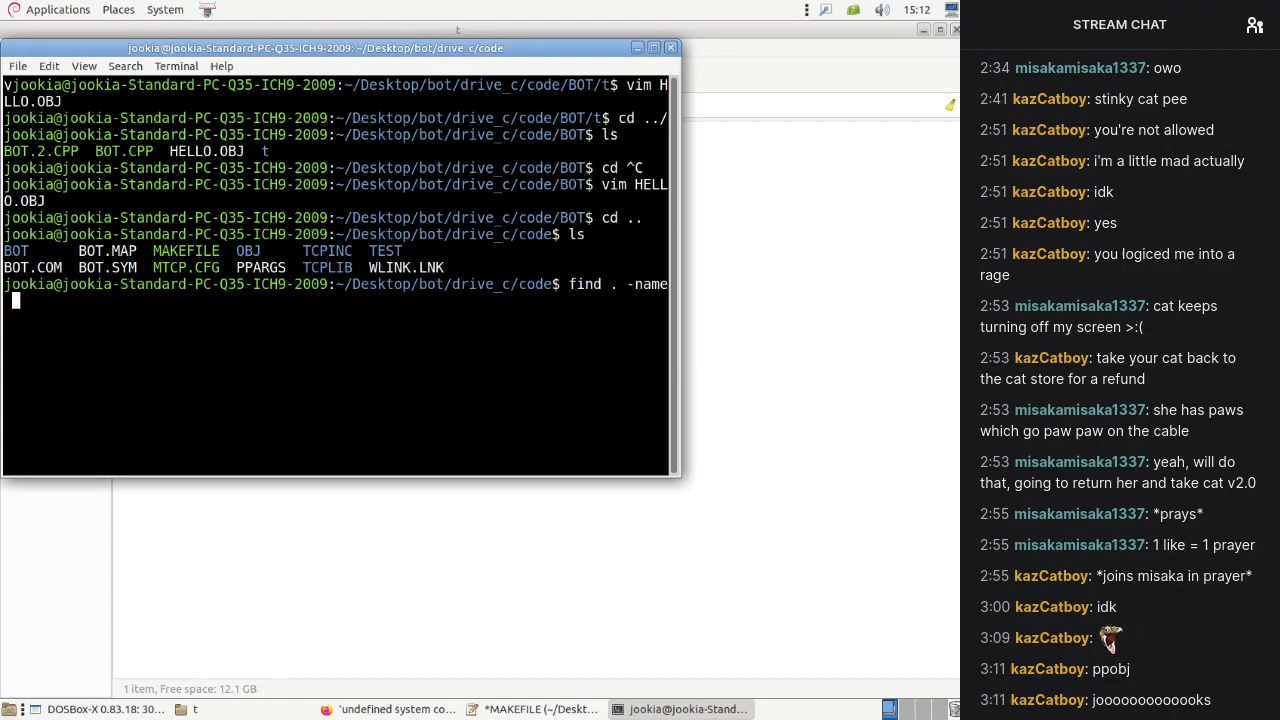 Applications Places System 15:12
t
jookia@jookia-Standard-PC-Q35-ICH9-2009: ~/Desktop/bot/drive_c/code
File Edit View Search Terminal Help
vjookia@jookia-Standard-PC-Q35-ICH9-2009:~/Desktop/bot/drive_c/code/BOT/t$ vim H
LLO.OBJ
jookia@jookia-Standard-PC-Q35-ICH9-2009:~/Desktop/bot/drive_c/code/BOT/t$ cd ../
jookia@jookia-Standard-PC-Q35-ICH9-2009:~/Desktop/bot/drive_c/code/BOT$ ls
BOT.2.CPP BOT.CPP HELLO.OBJ t
jookia@jookia-Standard-PC-Q35-ICH9-2009:~/Desktop/bot/drive_c/code/BOT$ cd ^C
jookia@jookia-Standard-PC-Q35-ICH9-2009:~/Desktop/bot/drive_c/code/BOT$ vim HELL
O.OBJ
jookia@jookia-Standard-PC-Q35-ICH9-2009:~/Desktop/bot/drive_c/code/BOT$ cd ..
jookia@jookia-Standard-PC-Q35-ICH9-2009:~/Desktop/bot/drive_c/code$ ls
BOT BOT.MAP MAKEFILE OBJ TCPINC TEST
BOT.COM BOT.SYM MTCP.CFG PPARGS TCPLIB WLINK.LNK
jookia@jookia-Standard-PC-Q35-ICH9-2009:~/Desktop/bot/drive_c/code$ find . -name
1 item, Free space: 12.1 GB
DOSBox-X 0.83.18: 30... t 'undefined system co... *MAKEFILE (~/Deskt... jookia@jookia-Stand...
STREAM CHAT
2:34 misakamisaka1337: owo
2:41 kazCatboy: stinky cat pee
2:51 kazCatboy: you're not allowed
2:51 kazCatboy: i'm a little mad actually
2:51 kazCatboy: idk
2:51 kazCatboy: yes
2:51 kazCatboy: you logiced me into a
rage
2:53 misakamisaka1337: cat keeps
turning off my screen >:(
2:53 kazCatboy: take your cat back to
the cat store for a refund
2:53 misakamisaka1337: she has paws
which go paw paw on the cable
2:53 misakamisaka1337: yeah, will do
that, going to return her and take cat v2.0
2:55 misakamisaka1337: *prays*
2:55 misakamisaka1337: 1 like = 1 prayer
2:55 kazCatboy: *joins misaka in prayer*
3:00 kazCatboy: idk
3:09 kazCatboy:
3:11 kazCatboy: ppobj
3:11 kazCatboy: joooooooooooks